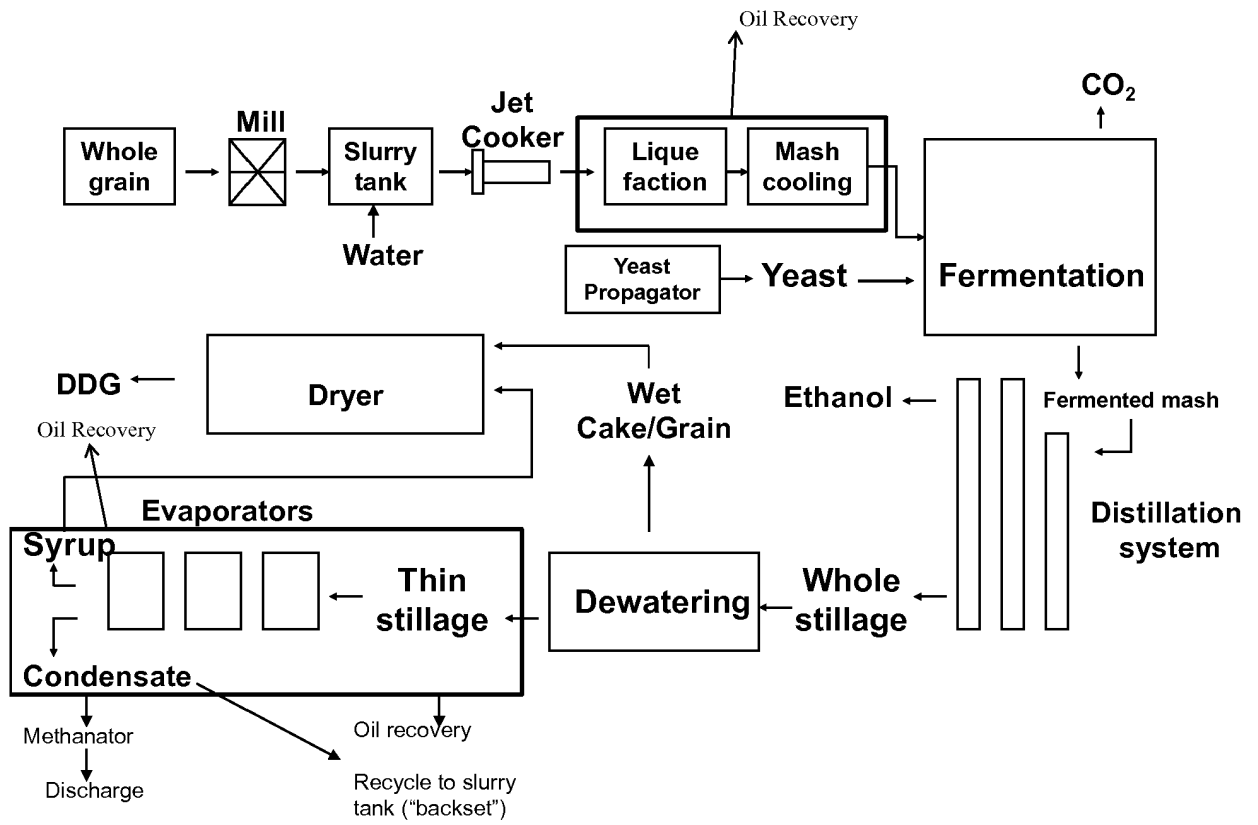 Oil Recovery
CO₂
Jet
Cooker
Mill
Whole
grain
Slurry
tank
Lique
faction
Mash
cooling
Water
Yeast
Propagator
Yeast
Fermentation
DDG
Dryer
Wet
Cake/Grain
Ethanol
Fermented mash
Oil Recovery
Evaporators
Distillation
system
Syrup
Thin
stillage
Dewatering
Whole
stillage
Condensate
Methanator
Discharge
Oil recovery
Recycle to slurry
tank (“backset”)